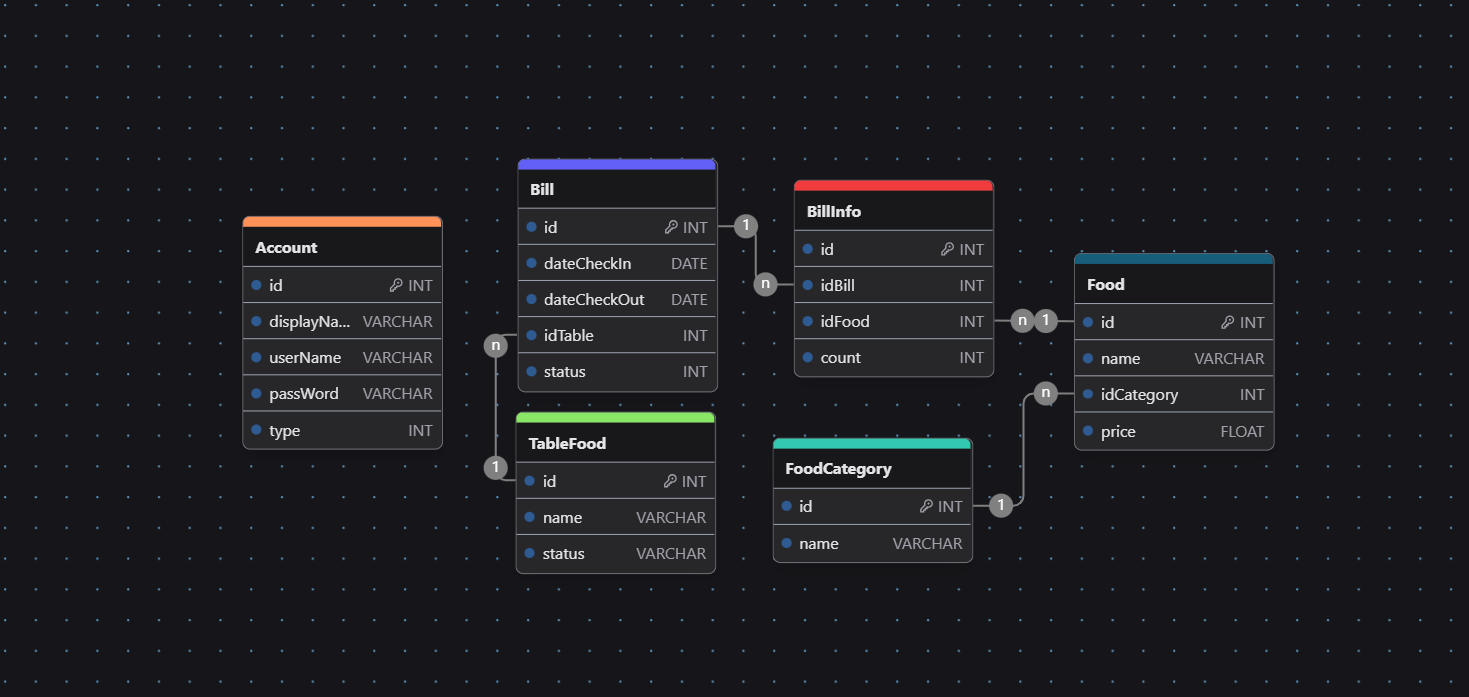 Account
id INT
displayNa... VARCHAR
userName VARCHAR
passWord VARCHAR
type INT
Bill
id INT
dateCheckIn DATE
dateCheckOut DATE
idTable INT
status INT
TableFood
id INT
name VARCHAR
status VARCHAR
BillInfo
id INT
idBill INT
idFood INT
count INT
FoodCategory
id INT
name VARCHAR
Food
id INT
name VARCHAR
idCategory INT
price FLOAT
1
n
n
1
n
1
n
1